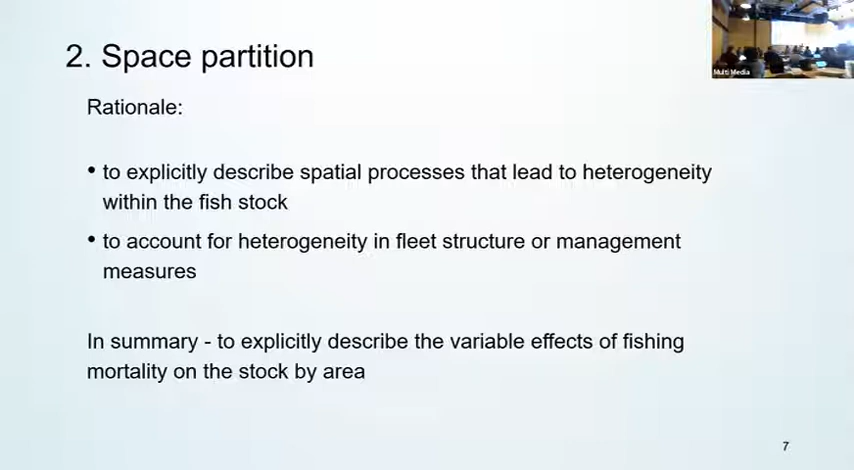 2. Space partition
Rationale:
• to explicitly describe spatial processes that lead to heterogeneity
within the fish stock
• to account for heterogeneity in fleet structure or management
measures
In summary - to explicitly describe the variable effects of fishing
mortality on the stock by area
7
Multi Media